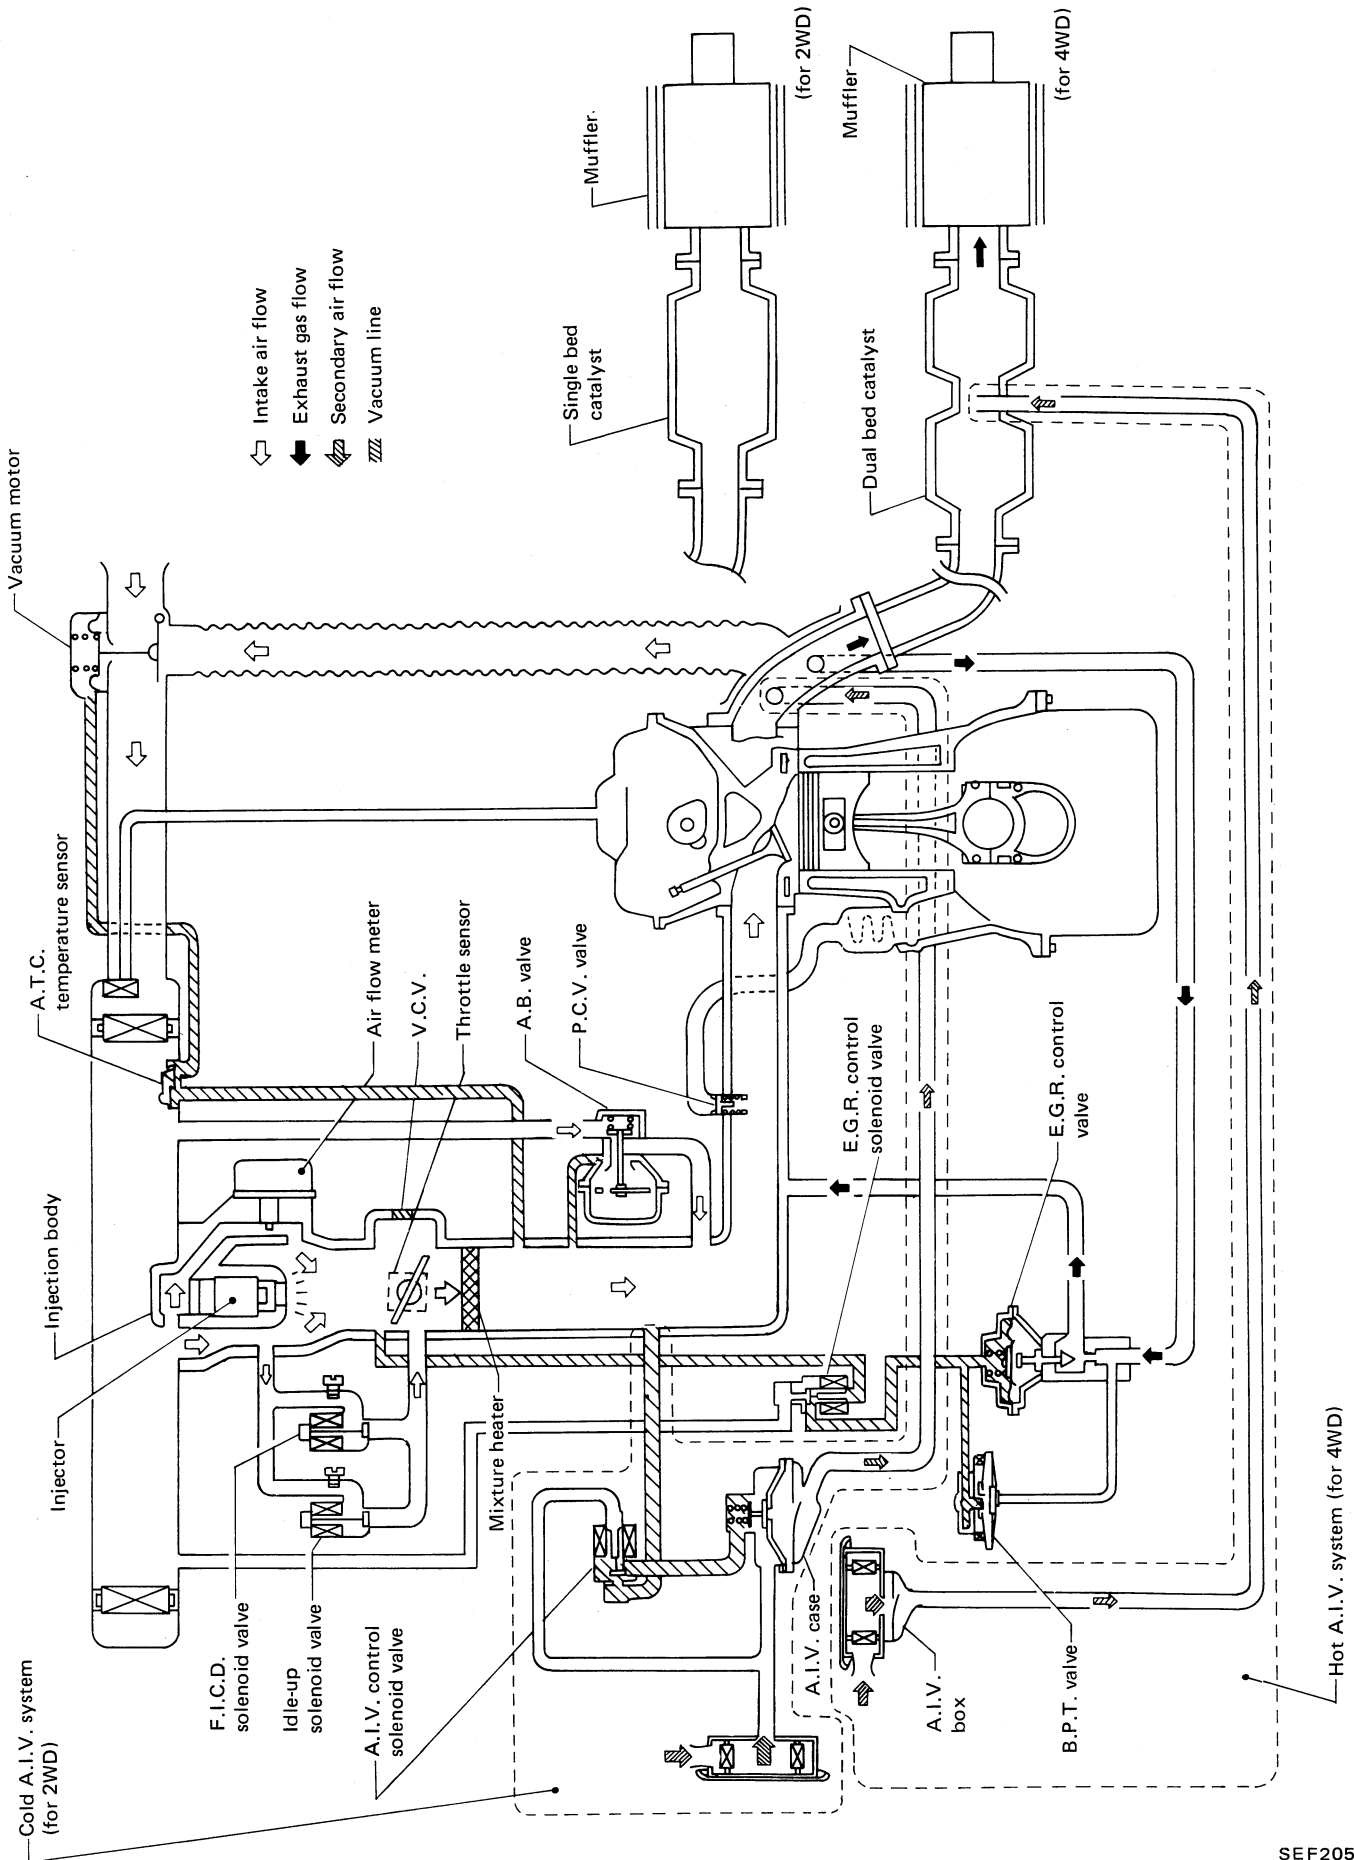 Cold A.I.V. system
(for 2WD)
Injector
Injection body
A.T.C.
temperature sensor
Vacuum motor
Intake air flow
Exhaust gas flow
Secondary air flow
Vacuum line
Muffler
(for 2WD)
Muffler
(for 4WD)
Single bed
catalyst
Dual bed catalyst
Air flow meter
V.C.V.
Throttle sensor
A.B. valve
P.C.V. valve
E.G.R. control
solenoid valve
E.G.R. control
valve
F.I.C.D.
solenoid valve
Idle-up
solenoid valve
A.I.V. control
solenoid valve
Mixture heater
A.I.V. case
A.I.V.
box
B.P.T. valve
Hot A.I.V. system (for 4WD)
SEF205